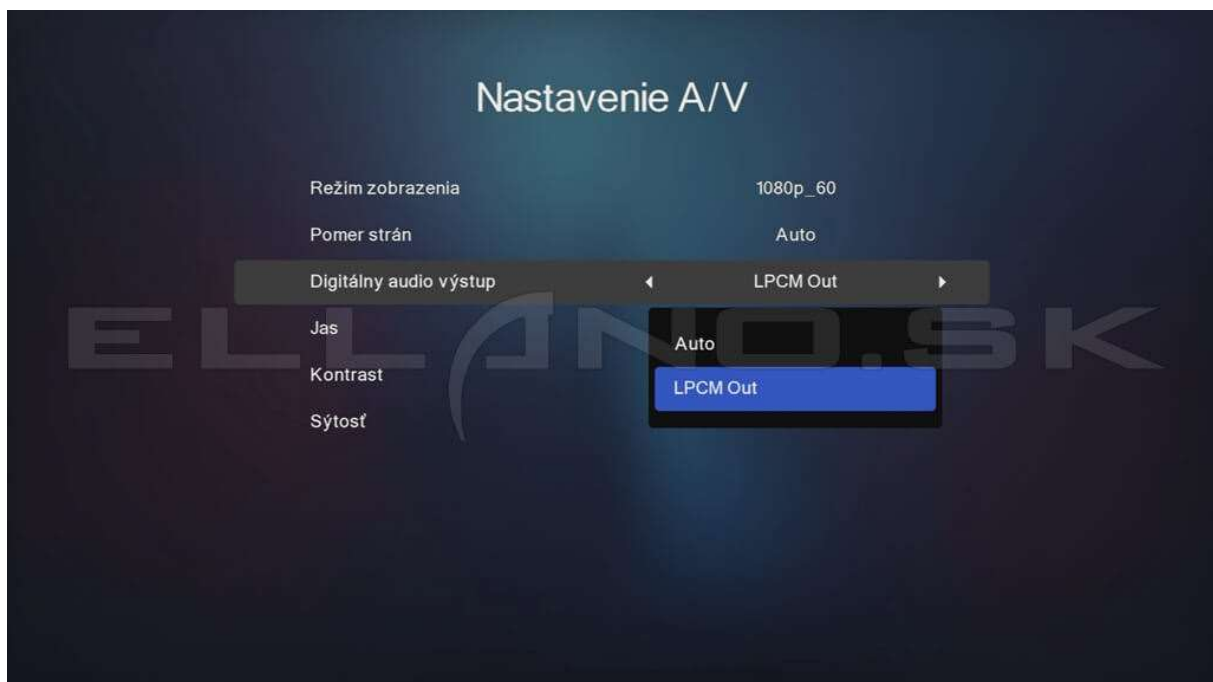 Nastavenie A/V
Režim zobrazenia 1080p_60
Pomer strán Auto
Digitálny audio výstup LPCM Out
Jas
Auto
Kontrast
LPCM Out
Sýtosť
ELLANO.SK